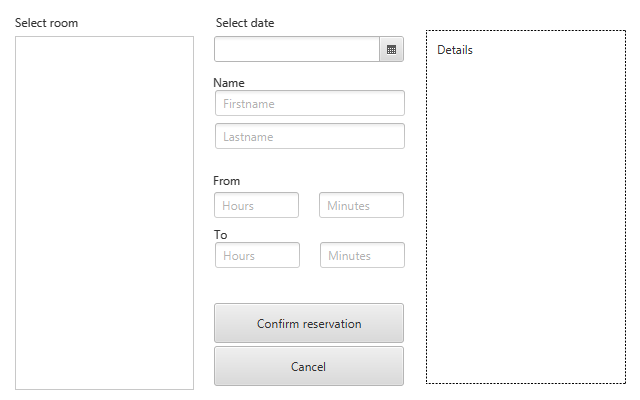 Select room
Select date
Details
Name
Firstname
Lastname
From
Hours
Minutes
To
Hours
Minutes
Confirm reservation
Cancel